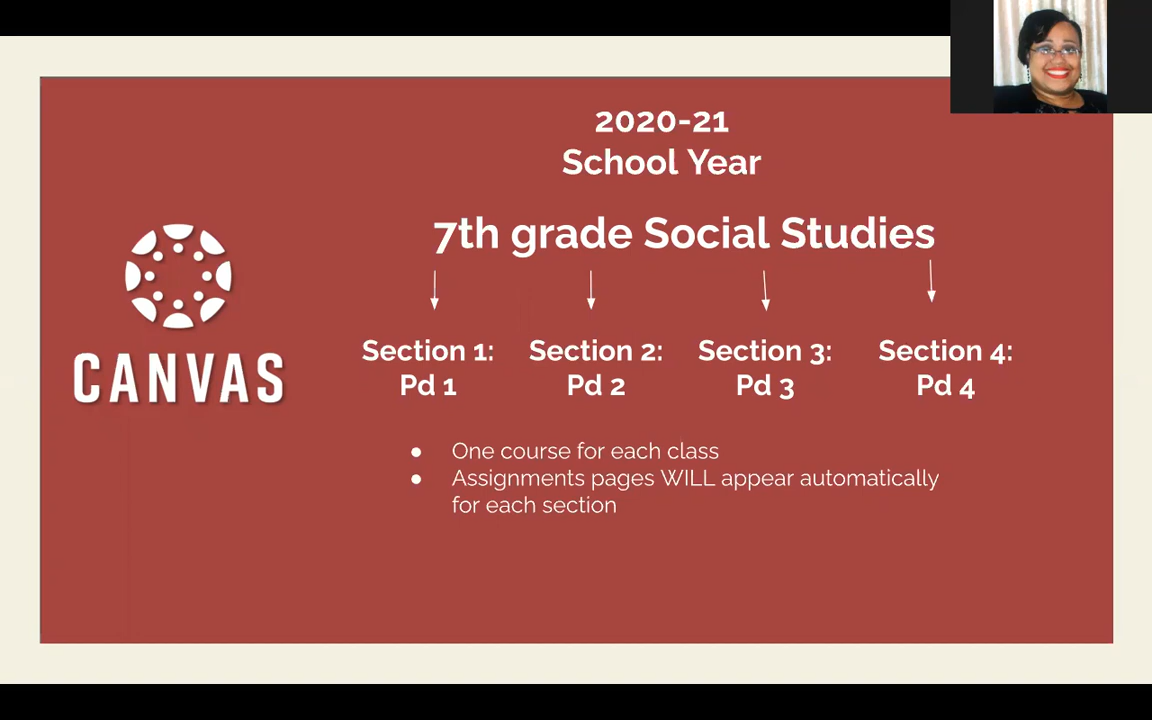 2020-21
School Year
7th grade Social Studies
Section 1:
Pd 1
Section 2:
Pd 2
Section 3:
Pd 3
Section 4:
Pd 4
CANVAS
● One course for each class
● Assignments pages WILL appear automatically
for each section